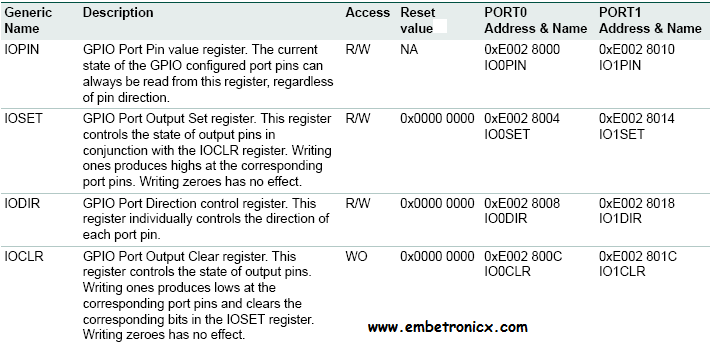 Generic Name Description Access Reset value PORT0 Address & Name PORT1 Address & Name
IOPIN GPIO Port Pin value register. The current R/W NA 0xE002 8000 0xE002 8010
state of the GPIO configured port pins can IO0PIN IO1PIN
always be read from this register, regardless
of pin direction.
IOSET GPIO Port Output Set register. This register R/W 0x0000 0000 0xE002 8004 0xE002 8014
controls the state of output pins in IO0SET IO1SET
conjunction with the IOCLR register. Writing
ones produces highs at the corresponding
port pins. Writing zeroes has no effect.
IODIR GPIO Port Direction control register. This R/W 0x0000 0000 0xE002 8008 0xE002 8018
register individually controls the direction of IO0DIR IO1DIR
each port pin.
IOCLR GPIO Port Output Clear register. This WO 0x0000 0000 0xE002 800C 0xE002 801C
register controls the state of output pins. IO0CLR IO1CLR
Writing ones produces lows at the
corresponding port pins and clears the
corresponding bits in the IOSET register.
Writing zeroes has no effect.
www.embetronicx.com